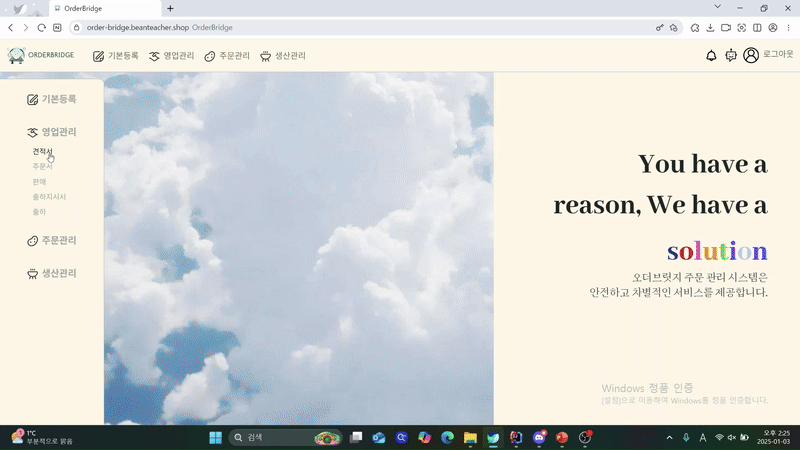 OrderBridge
order-bridge.beanteacher.shop OrderBridge
ORDERBRIDGE
기본등록
영업관리
주문관리
생산관리
로그아웃
기본등록
영업관리
견적서
주문서
판매
출하지시서
출하
주문관리
생산관리
You have a
reason, We have a
solution
오더브릿지 주문 관리 시스템은
안전하고 차별적인 서비스를 제공합니다.
Windows 정품 인증
[설정]으로 이동하여 Windows를 정품 인증합니다.
1°C
부분적으로 맑음
검색
A
오후 2:25
2025-01-03